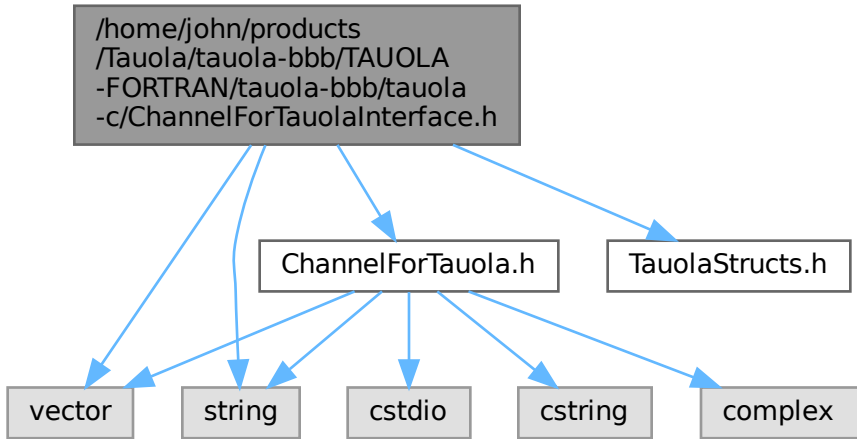 /home/john/products
/Tauola/tauola-bbb/TAUOLA
-FORTRAN/tauola-bbb/tauola
-c/ChannelForTauolaInterface.h
ChannelForTauola.h
TauolaStructs.h
vector
string
cstdio
cstring
complex